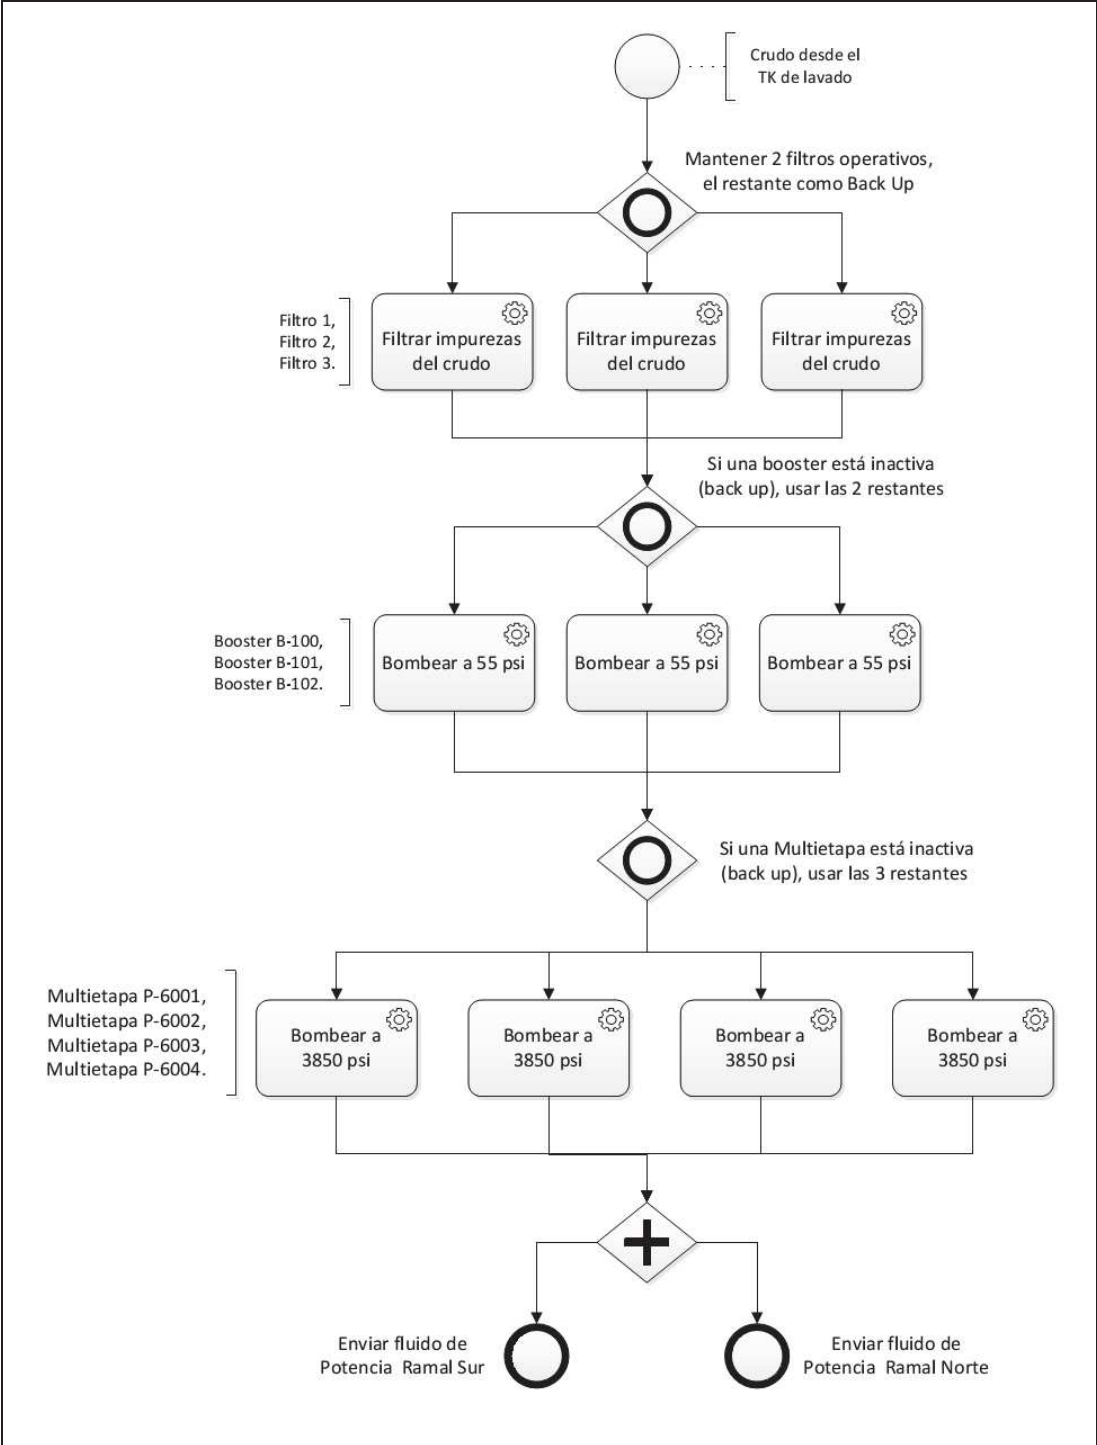 Crudo desde el
TK de lavado
Mantener 2 filtros operativos,
el restante como Back Up
Filtro 1,
Filtro 2,
Filtro 3.
Filtrar impurezas
del crudo
Filtrar impurezas
del crudo
Filtrar impurezas
del crudo
Si una booster está inactiva
(back up), usar las 2 restantes
Booster B-100,
Booster B-101,
Booster B-102.
Bombear a 55 psi
Bombear a 55 psi
Bombear a 55 psi
Si una Multietapa está inactiva
(back up), usar las 3 restantes
Multietapa P-6001,
Multietapa P-6002,
Multietapa P-6003,
Multietapa P-6004.
Bombear a
3850 psi
Bombear a
3850 psi
Bombear a
3850 psi
Bombear a
3850 psi
Enviar fluido de
Potencia Ramal Sur
Enviar fluido de
Potencia Ramal Norte